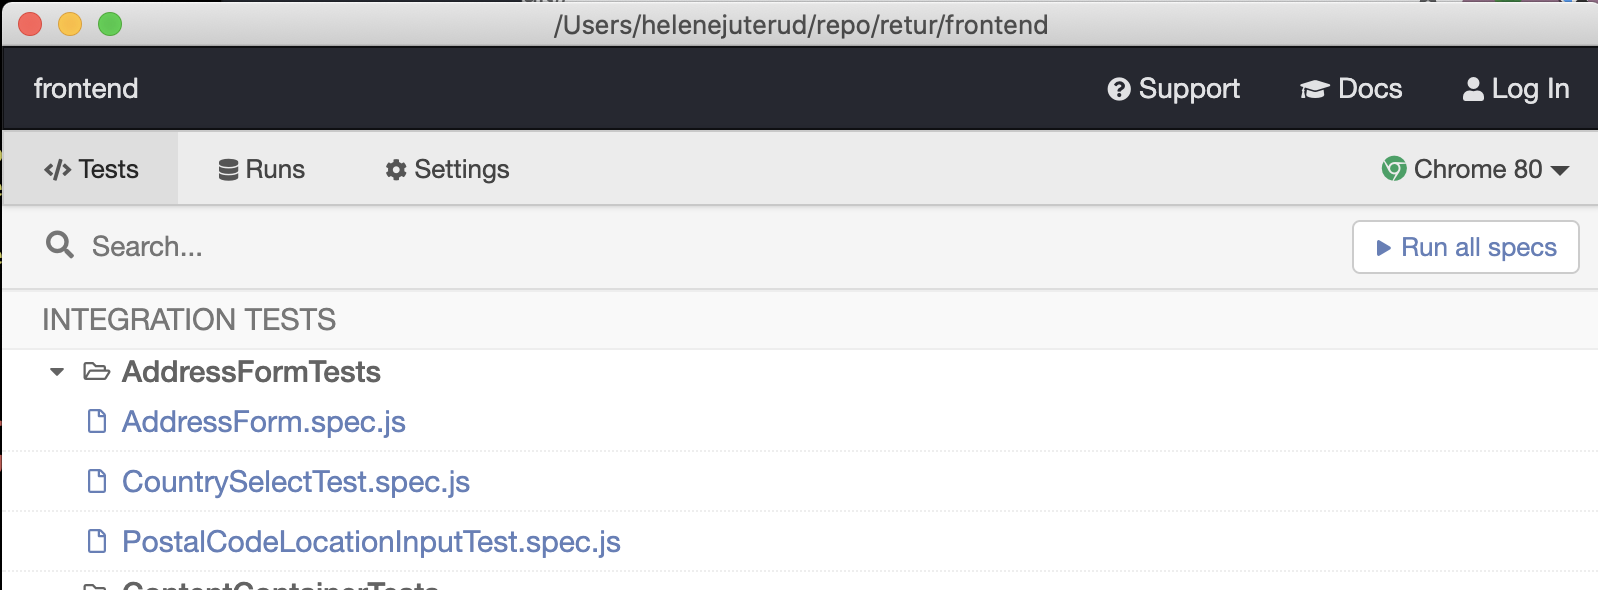 /Users/helenejuterud/repo/retur/frontend
frontend Support Docs Log In
Tests Runs Settings Chrome 80
Search... Run all specs
INTEGRATION TESTS
AddressFormTests
AddressForm.spec.js
CountrySelectTest.spec.js
PostalCodeLocationInputTest.spec.js
ContentContainerTests